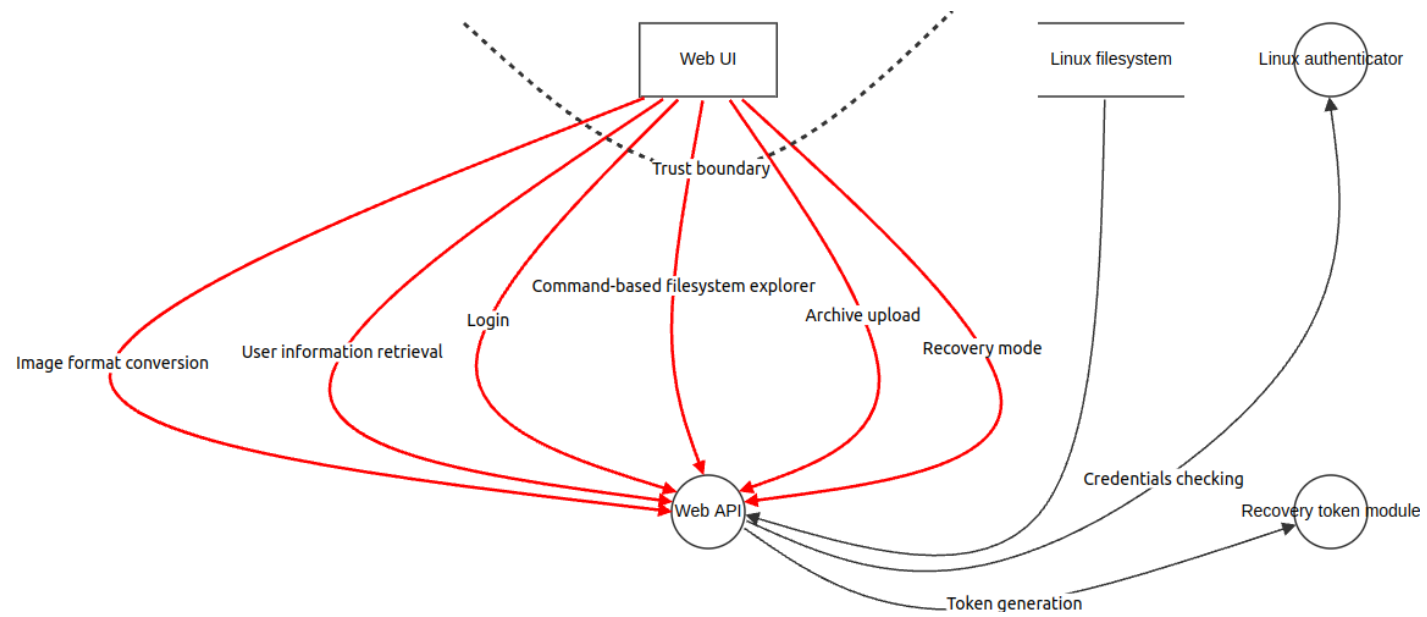 Web UI
Linux filesystem
Linux authenticator
Trust boundary
Command-based filesystem explorer
Archive upload
Login
Recovery mode
User information retrieval
Image format conversion
Credentials checking
Web API
Recovery token module
Token generation